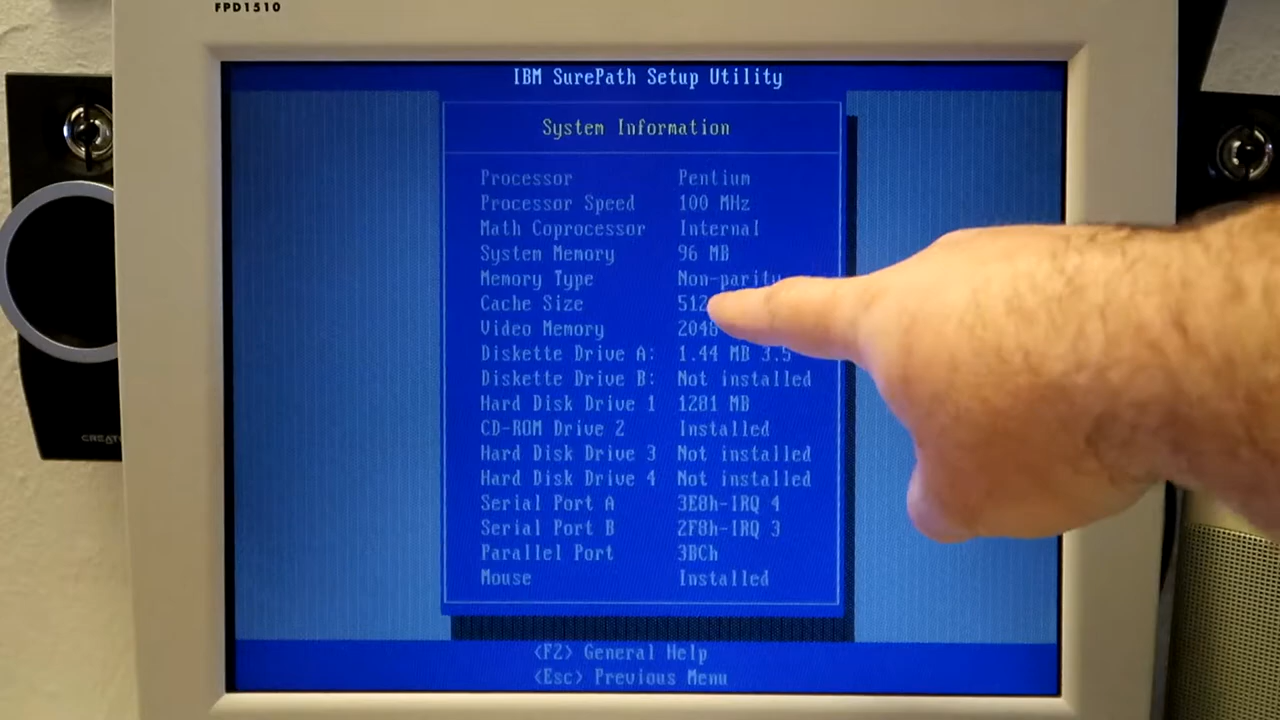 FPD1510
IBM SurePath Setup Utility
System Information
Processor Pentium
Processor Speed 100 MHz
Math Coprocessor Internal
System Memory 96 MB
Memory Type Non-parity
Cache Size 512
Video Memory 2048
Diskette Drive A: 1.44 MB 3.5
Diskette Drive B: Not installed
Hard Disk Drive 1 1281 MB
CD-ROM Drive 2 Installed
Hard Disk Drive 3 Not installed
Hard Disk Drive 4 Not installed
Serial Port A 3E8h-IRQ 4
Serial Port B 2F8h-IRQ 3
Parallel Port 3BCh
Mouse Installed
<F2> General Help
<Esc> Previous Menu